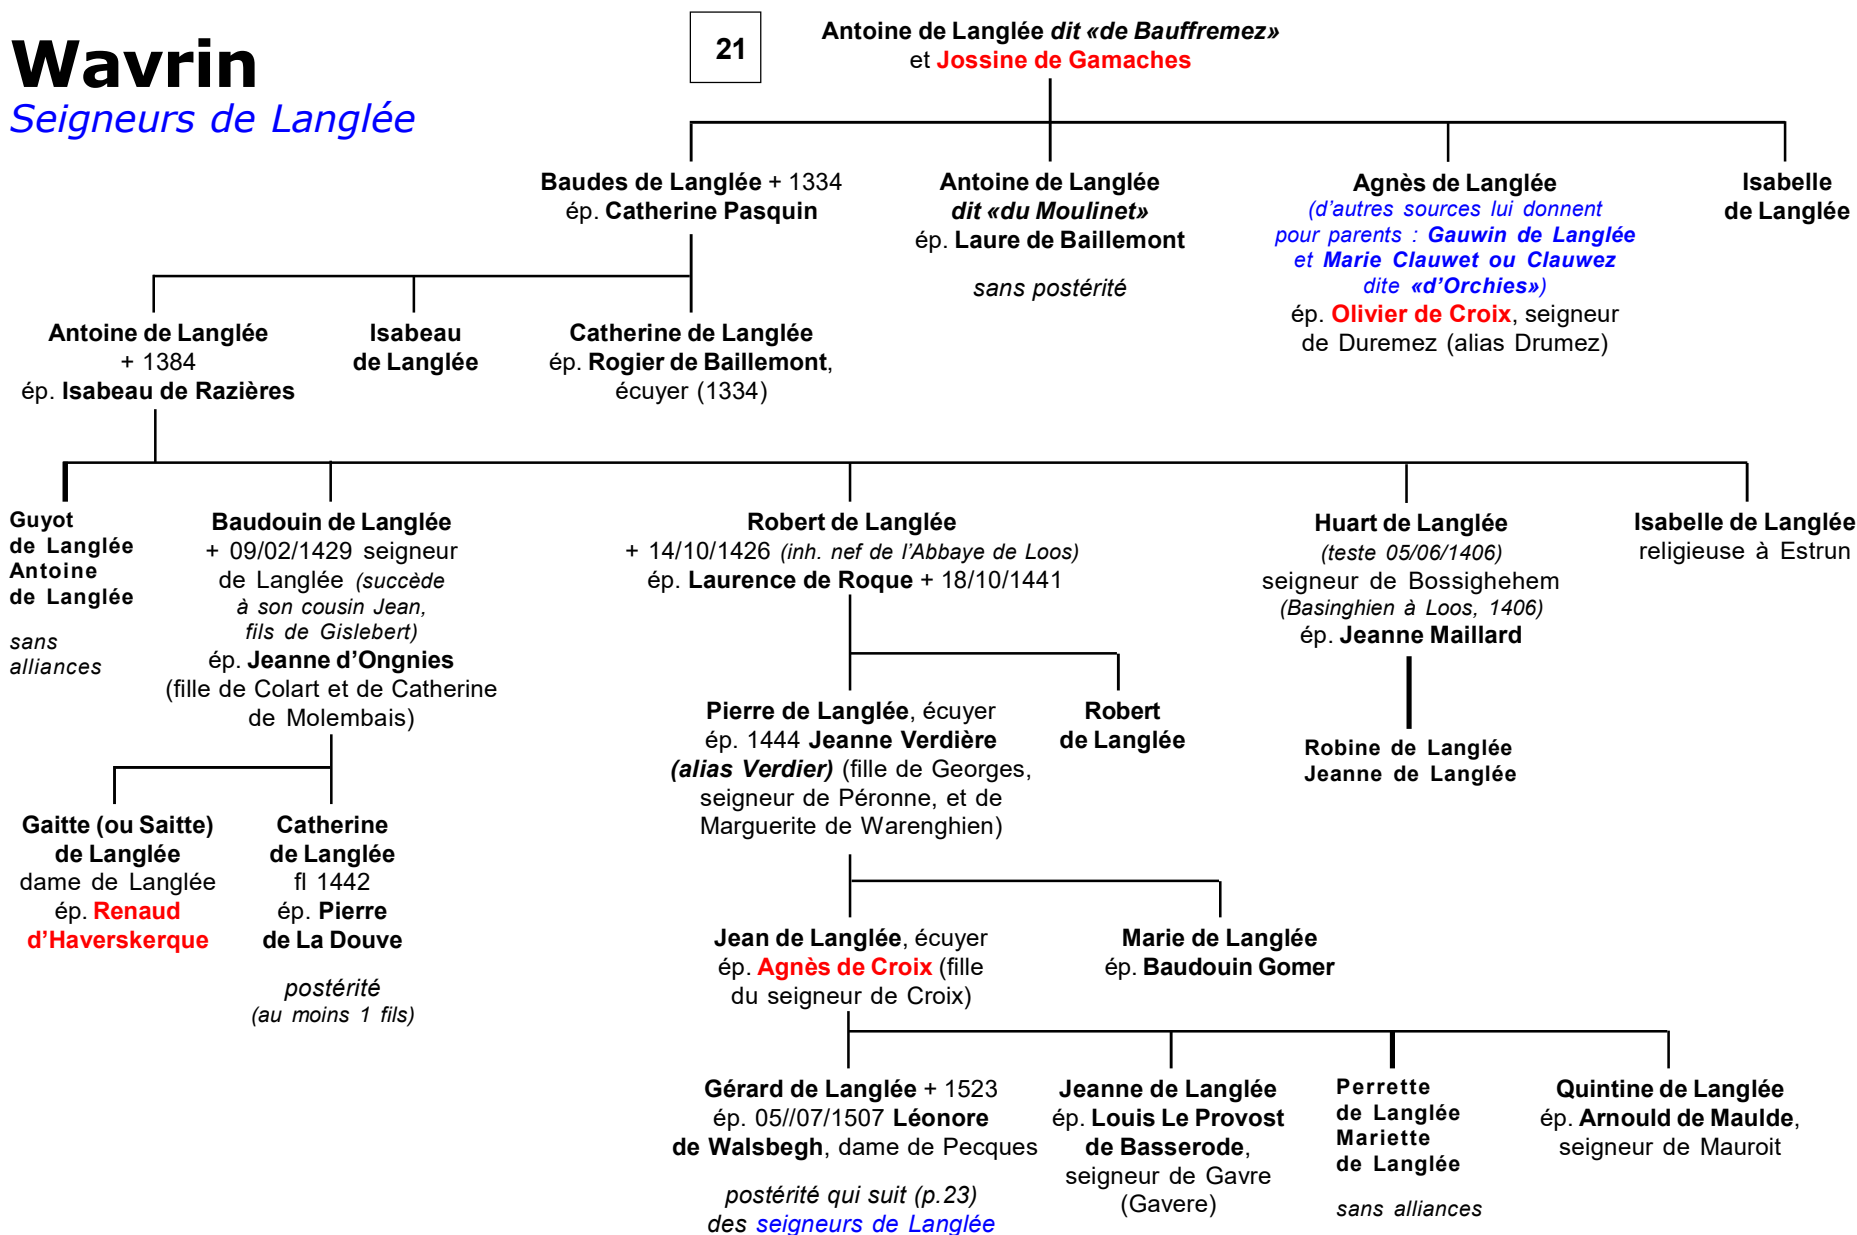 Wavrin
Seigneurs de Langlée
21
Antoine de Langlée dit «de Bauffremez»
et Jossine de Gamaches
Baudes de Langlée + 1334
ép. Catherine Pasquin
Antoine de Langlée
dit «du Moulinet»
ép. Laure de Baillemont
sans postérité
Agnès de Langlée
(d'autres sources lui donnent
pour parents : Gauwin de Langlée
et Marie Clauwet ou Clauwez
dite «d'Orchies»)
ép. Olivier de Croix, seigneur
de Duremez (alias Drumez)
Isabelle
de Langlée
Antoine de Langlée
+ 1384
ép. Isabeau de Razières
Isabeau
de Langlée
Catherine de Langlée
ép. Rogier de Baillemont,
écuyer (1334)
Guyot
de Langlée
Antoine
de Langlée
sans
alliances
Baudouin de Langlée
+ 09/02/1429 seigneur
de Langlée (succède
à son cousin Jean,
fils de Gislebert)
ép. Jeanne d'Ongnies
(fille de Colart et de Catherine
de Molembais)
Robert de Langlée
+ 14/10/1426 (inh. nef de l'Abbaye de Loos)
ép. Laurence de Roque + 18/10/1441
Huart de Langlée
(teste 05/06/1406)
seigneur de Bossighehem
(Basinghien à Loos, 1406)
ép. Jeanne Maillard
Isabelle de Langlée
religieuse à Estrun
Pierre de Langlée, écuyer
ép. 1444 Jeanne Verdière
(alias Verdier) (fille de Georges,
seigneur de Péronne, et de
Marguerite de Warenghien)
Robert
de Langlée
Robine de Langlée
Jeanne de Langlée
Gaitte (ou Saitte)
de Langlée
dame de Langlée
ép. Renaud
d'Haverskerque
Catherine
de Langlée
fl 1442
ép. Pierre
de La Douve
postérité
(au moins 1 fils)
Jean de Langlée, écuyer
ép. Agnès de Croix (fille
du seigneur de Croix)
Marie de Langlée
ép. Baudouin Gomer
Gérard de Langlée + 1523
ép. 05//07/1507 Léonore
de Walsbegh, dame de Pecques
postérité qui suit (p.23)
des seigneurs de Langlée
Jeanne de Langlée
ép. Louis Le Provost
de Basserode,
seigneur de Gavre
(Gavere)
Perrette
de Langlée
Mariette
de Langlée
sans alliances
Quintine de Langlée
ép. Arnould de Maulde,
seigneur de Mauroit